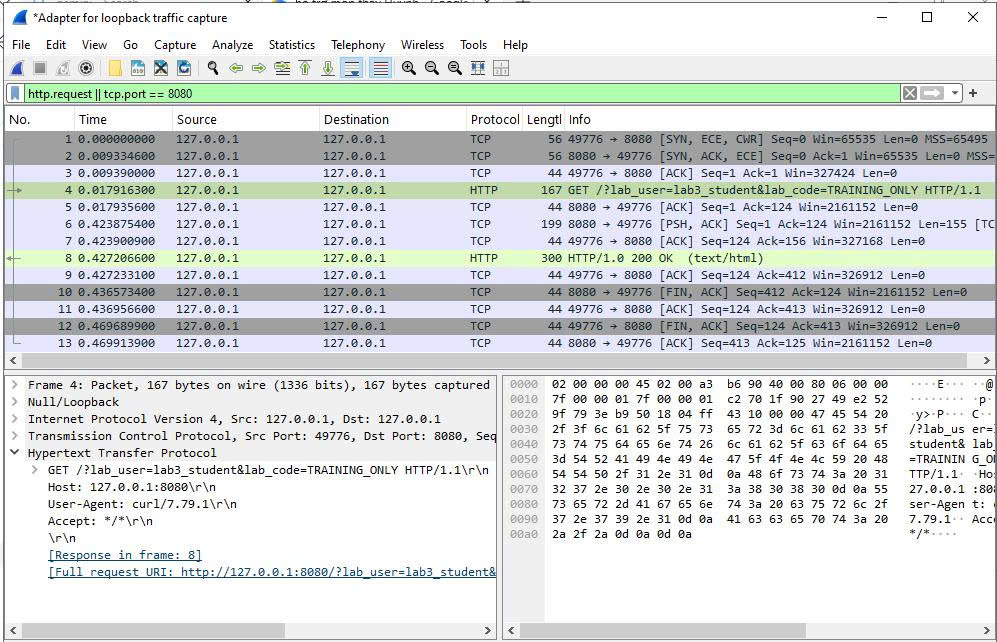 *Adapter for loopback traffic capture
File Edit View Go Capture Analyze Statistics Telephony Wireless Tools Help
http.request || tcp.port == 8080
No. Time Source Destination Protocol Lengtl Info
1 0.000000000 127.0.0.1 127.0.0.1 TCP 56 49776 → 8080 [SYN, ECE, CWR] Seq=0 Win=65535 Len=0 MSS=65495
2 0.009334600 127.0.0.1 127.0.0.1 TCP 56 8080 → 49776 [SYN, ACK, ECE] Seq=0 Ack=1 Win=65535 Len=0 MSS=
3 0.009390000 127.0.0.1 127.0.0.1 TCP 44 49776 → 8080 [ACK] Seq=1 Ack=1 Win=327424 Len=0
4 0.017916300 127.0.0.1 127.0.0.1 HTTP 167 GET /?lab_user=lab3_student&lab_code=TRAINING_ONLY HTTP/1.1
5 0.017935600 127.0.0.1 127.0.0.1 TCP 44 8080 → 49776 [ACK] Seq=1 Ack=124 Win=2161152 Len=0
6 0.423875400 127.0.0.1 127.0.0.1 TCP 199 8080 → 49776 [PSH, ACK] Seq=1 Ack=124 Win=2161152 Len=155 [TC
7 0.423900900 127.0.0.1 127.0.0.1 TCP 44 49776 → 8080 [ACK] Seq=124 Ack=156 Win=327168 Len=0
8 0.427206600 127.0.0.1 127.0.0.1 HTTP 300 HTTP/1.0 200 OK (text/html)
9 0.427233100 127.0.0.1 127.0.0.1 TCP 44 49776 → 8080 [ACK] Seq=124 Ack=412 Win=326912 Len=0
10 0.436573400 127.0.0.1 127.0.0.1 TCP 44 8080 → 49776 [FIN, ACK] Seq=412 Ack=124 Win=2161152 Len=0
11 0.436956600 127.0.0.1 127.0.0.1 TCP 44 49776 → 8080 [ACK] Seq=124 Ack=413 Win=326912 Len=0
12 0.469689900 127.0.0.1 127.0.0.1 TCP 44 49776 → 8080 [FIN, ACK] Seq=124 Ack=413 Win=326912 Len=0
13 0.469913900 127.0.0.1 127.0.0.1 TCP 44 8080 → 49776 [ACK] Seq=413 Ack=125 Win=2161152 Len=0
Frame 4: Packet, 167 bytes on wire (1336 bits), 167 bytes captured
Null/Loopback
Internet Protocol Version 4, Src: 127.0.0.1, Dst: 127.0.0.1
Transmission Control Protocol, Src Port: 49776, Dst Port: 8080, Seq
Hypertext Transfer Protocol
GET /?lab_user=lab3_student&lab_code=TRAINING_ONLY HTTP/1.1\r\n
Host: 127.0.0.1:8080\r\n
User-Agent: curl/7.79.1\r\n
Accept: */*\r\n
\r\n
[Response in frame: 8]
[Full request URI: http://127.0.0.1:8080/?lab_user=lab3_student&
0000 02 00 00 00 45 02 00 a3 b6 90 40 00 80 06 00 00 ····E··· ··@
0010 7f 00 00 01 7f 00 00 01 c2 70 1f 90 27 49 e2 52 ········ ·p··
0020 9f 79 3e b9 50 18 04 ff 43 10 00 00 47 45 54 20 ·y>·P··· C···
0030 2f 3f 6c 61 62 5f 75 73 65 72 3d 6c 61 62 33 5f /?lab_us er=l
0040 73 74 75 64 65 6e 74 26 6c 61 62 5f 63 6f 64 65 student& lab
0050 3d 54 52 41 49 4e 49 4e 47 5f 4f 4e 4c 59 20 48 =TRAININ G_O
0060 54 54 50 2f 31 2e 31 0d 0a 48 6f 73 74 3a 20 31 TTP/1.1· ·Hos
0070 32 37 2e 30 2e 30 2e 31 3a 38 30 38 30 0d 0a 55 27.0.0.1 :808
0080 73 65 72 2d 41 67 65 6e 74 3a 20 63 75 72 6c 2f ser-Agen t: c
0090 37 2e 37 39 2e 31 0d 0a 41 63 63 65 70 74 3a 20 7.79.1·· Acc
00a0 2a 2f 2a 0d 0a 0d 0a */*····